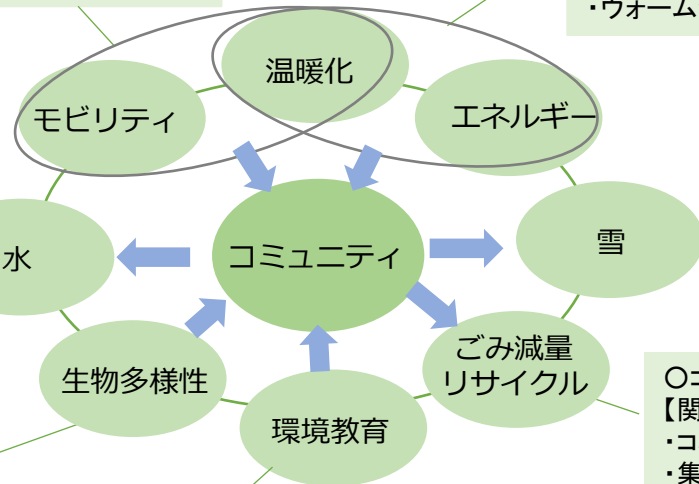 ・ウォーム
温暖化
モビリティ
エネルギー
水
コミュニティ
雪
生物多様性
ごみ減量
リサイクル
環境教育
【関
・コ
・集